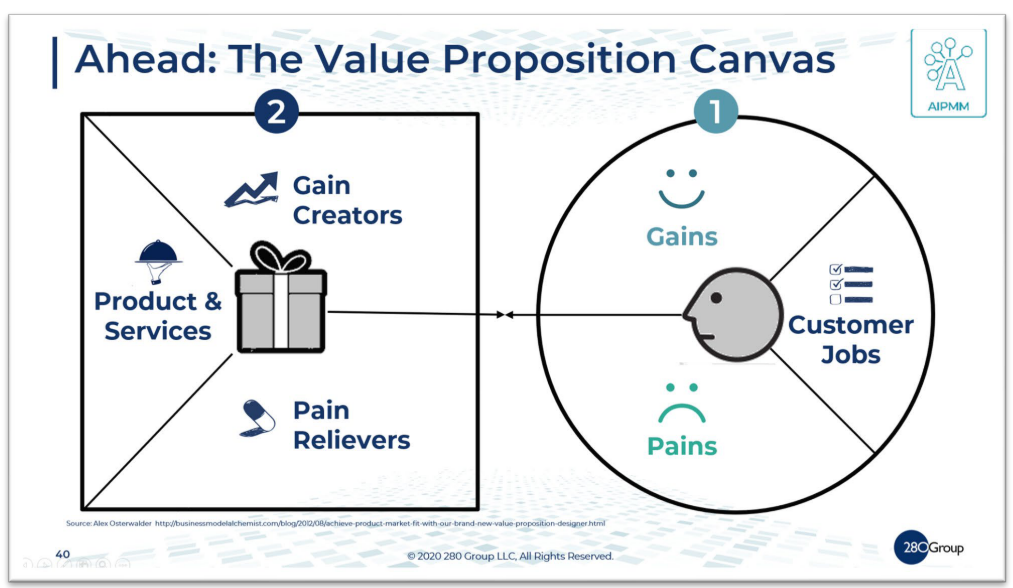 Ahead: The Value Proposition Canvas
AIPMM
2
1
Gain
Creators
Product &
Services
Pain
Relievers
Gains
Customer
Jobs
Pains
Source: Alex Osterwalder http://businessmodelalchemist.com/blog/2012/08/achieve-product-market-fit-with-our-brand-new-value-proposition-designer.html
40
© 2020 280 Group LLC, All Rights Reserved.
280Group